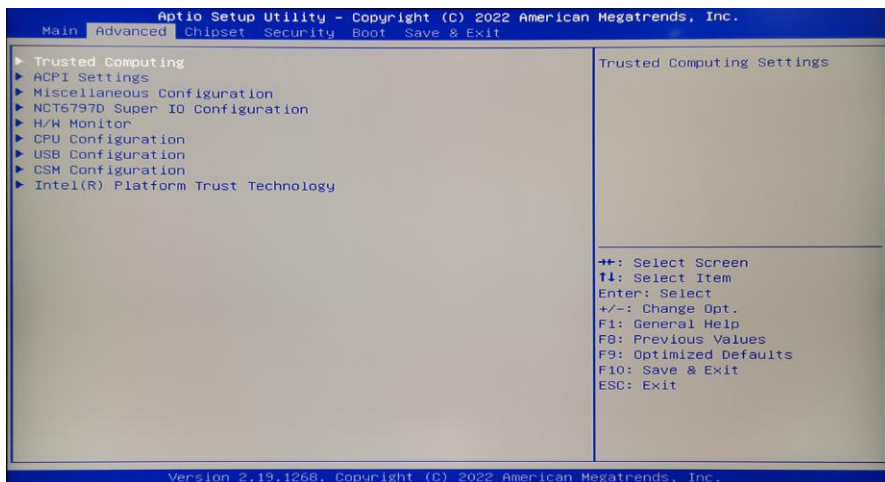 Aptio Setup Utility – Copyright (C) 2022 American Megatrends, Inc.
Main Advanced Chipset Security Boot Save & Exit
▶ Trusted Computing
▶ ACPI Settings
▶ Miscellaneous Configuration
▶ NCT6797D Super IO Configuration
▶ H/W Monitor
▶ CPU Configuration
▶ USB Configuration
▶ CSM Configuration
▶ Intel(R) Platform Trust Technology
Trusted Computing Settings
→←: Select Screen
↑↓: Select Item
Enter: Select
+/-: Change Opt.
F1: General Help
F8: Previous Values
F9: Optimized Defaults
F10: Save & Exit
ESC: Exit
Version 2.19.1268. Copyright (C) 2022 American Megatrends, Inc.